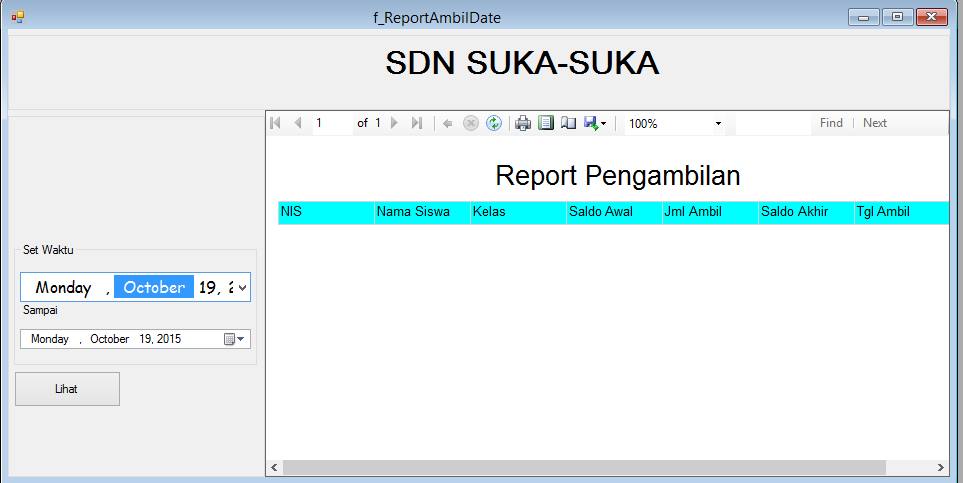 f_ReportAmbilDate
SDN SUKA-SUKA
1 of 1 100% Find | Next
Report Pengambilan
NIS Nama Siswa Kelas Saldo Awal Jml Ambil Saldo Akhir Tgl Ambil
Set Waktu
Monday , October 19, 2
Sampai
Monday , October 19, 2015
Lihat